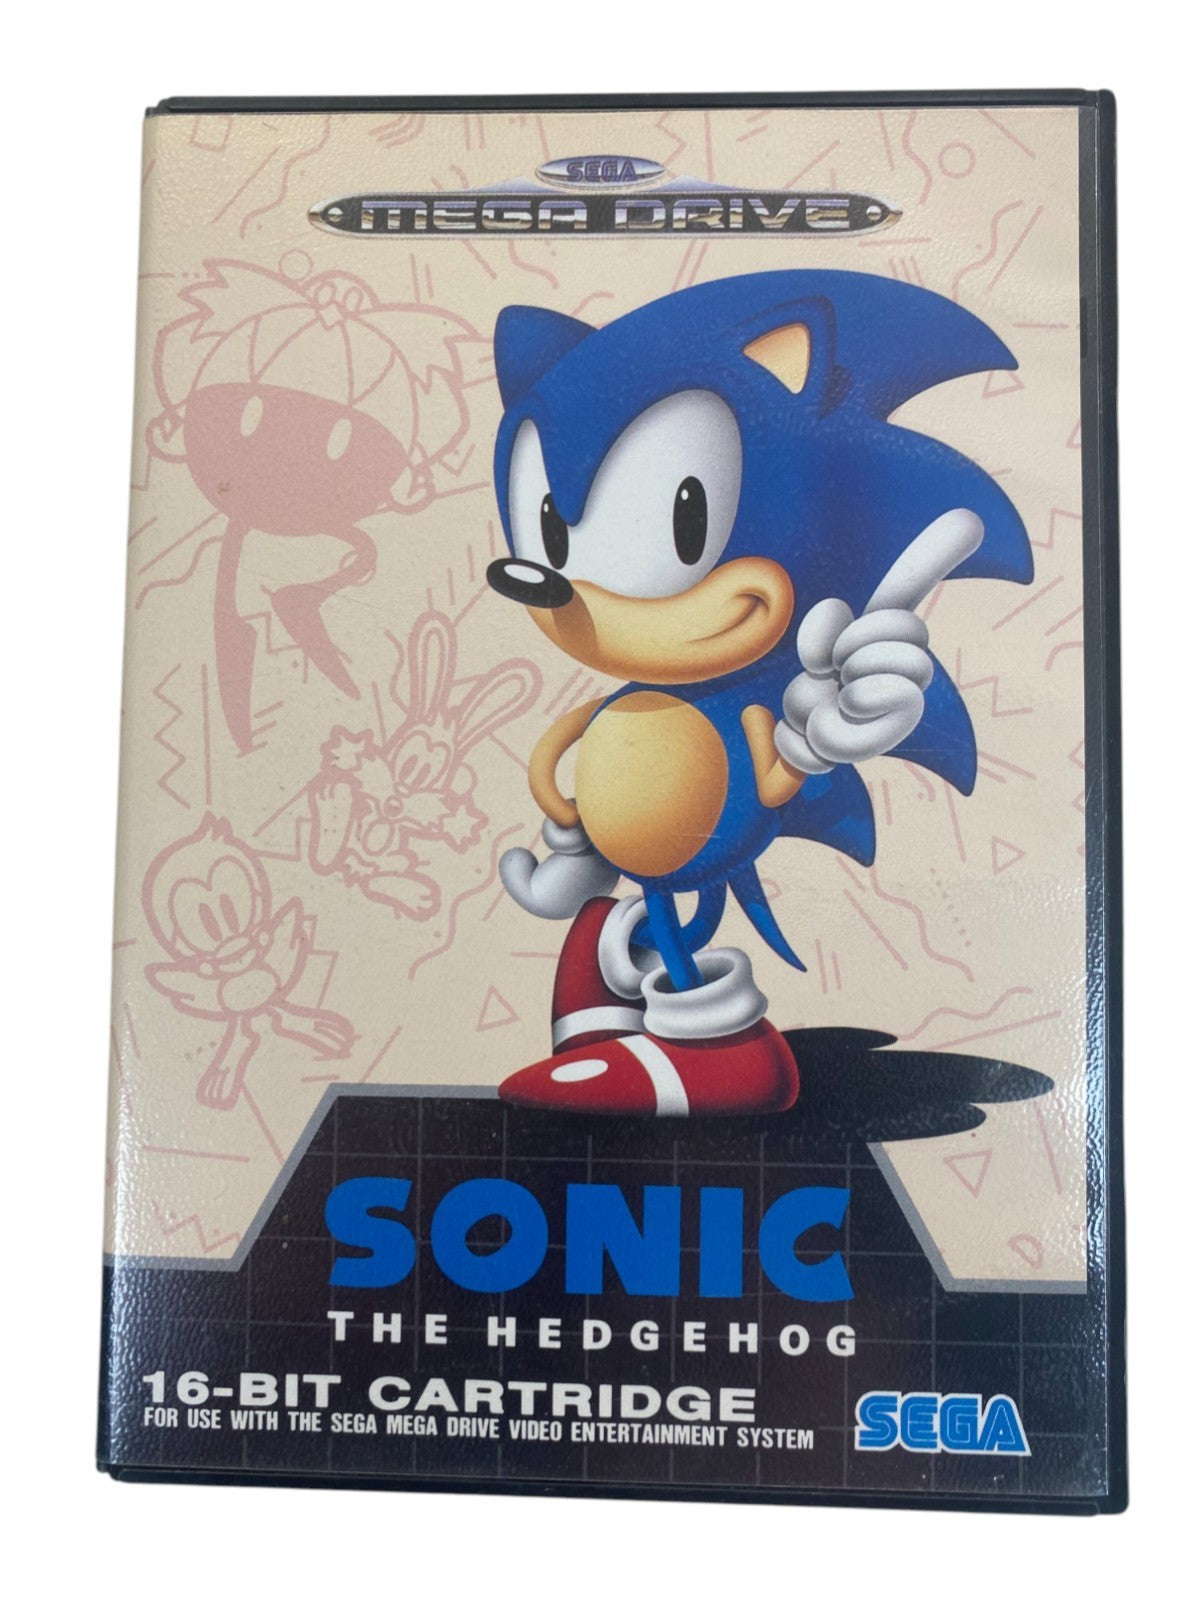 SEGA
MEGA DRIVE
SONIC
THE HEDGEHOG
16-BIT CARTRIDGE
FOR USE WITH THE SEGA MEGA DRIVE VIDEO ENTERTAINMENT SYSTEM
SEGA